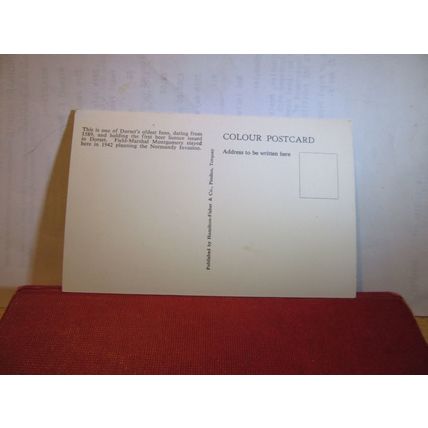 This is one of Dorset's oldest Inns, dating from
1589, and holding the first beer licence issued
in Dorset. Field-Marshal Montgomery stayed
here in 1942 planning the Normandy Invasion.
Published by Hamilton-Fisher & Co., Paulus, Torquay
COLOUR POSTCARD
Address to be written here